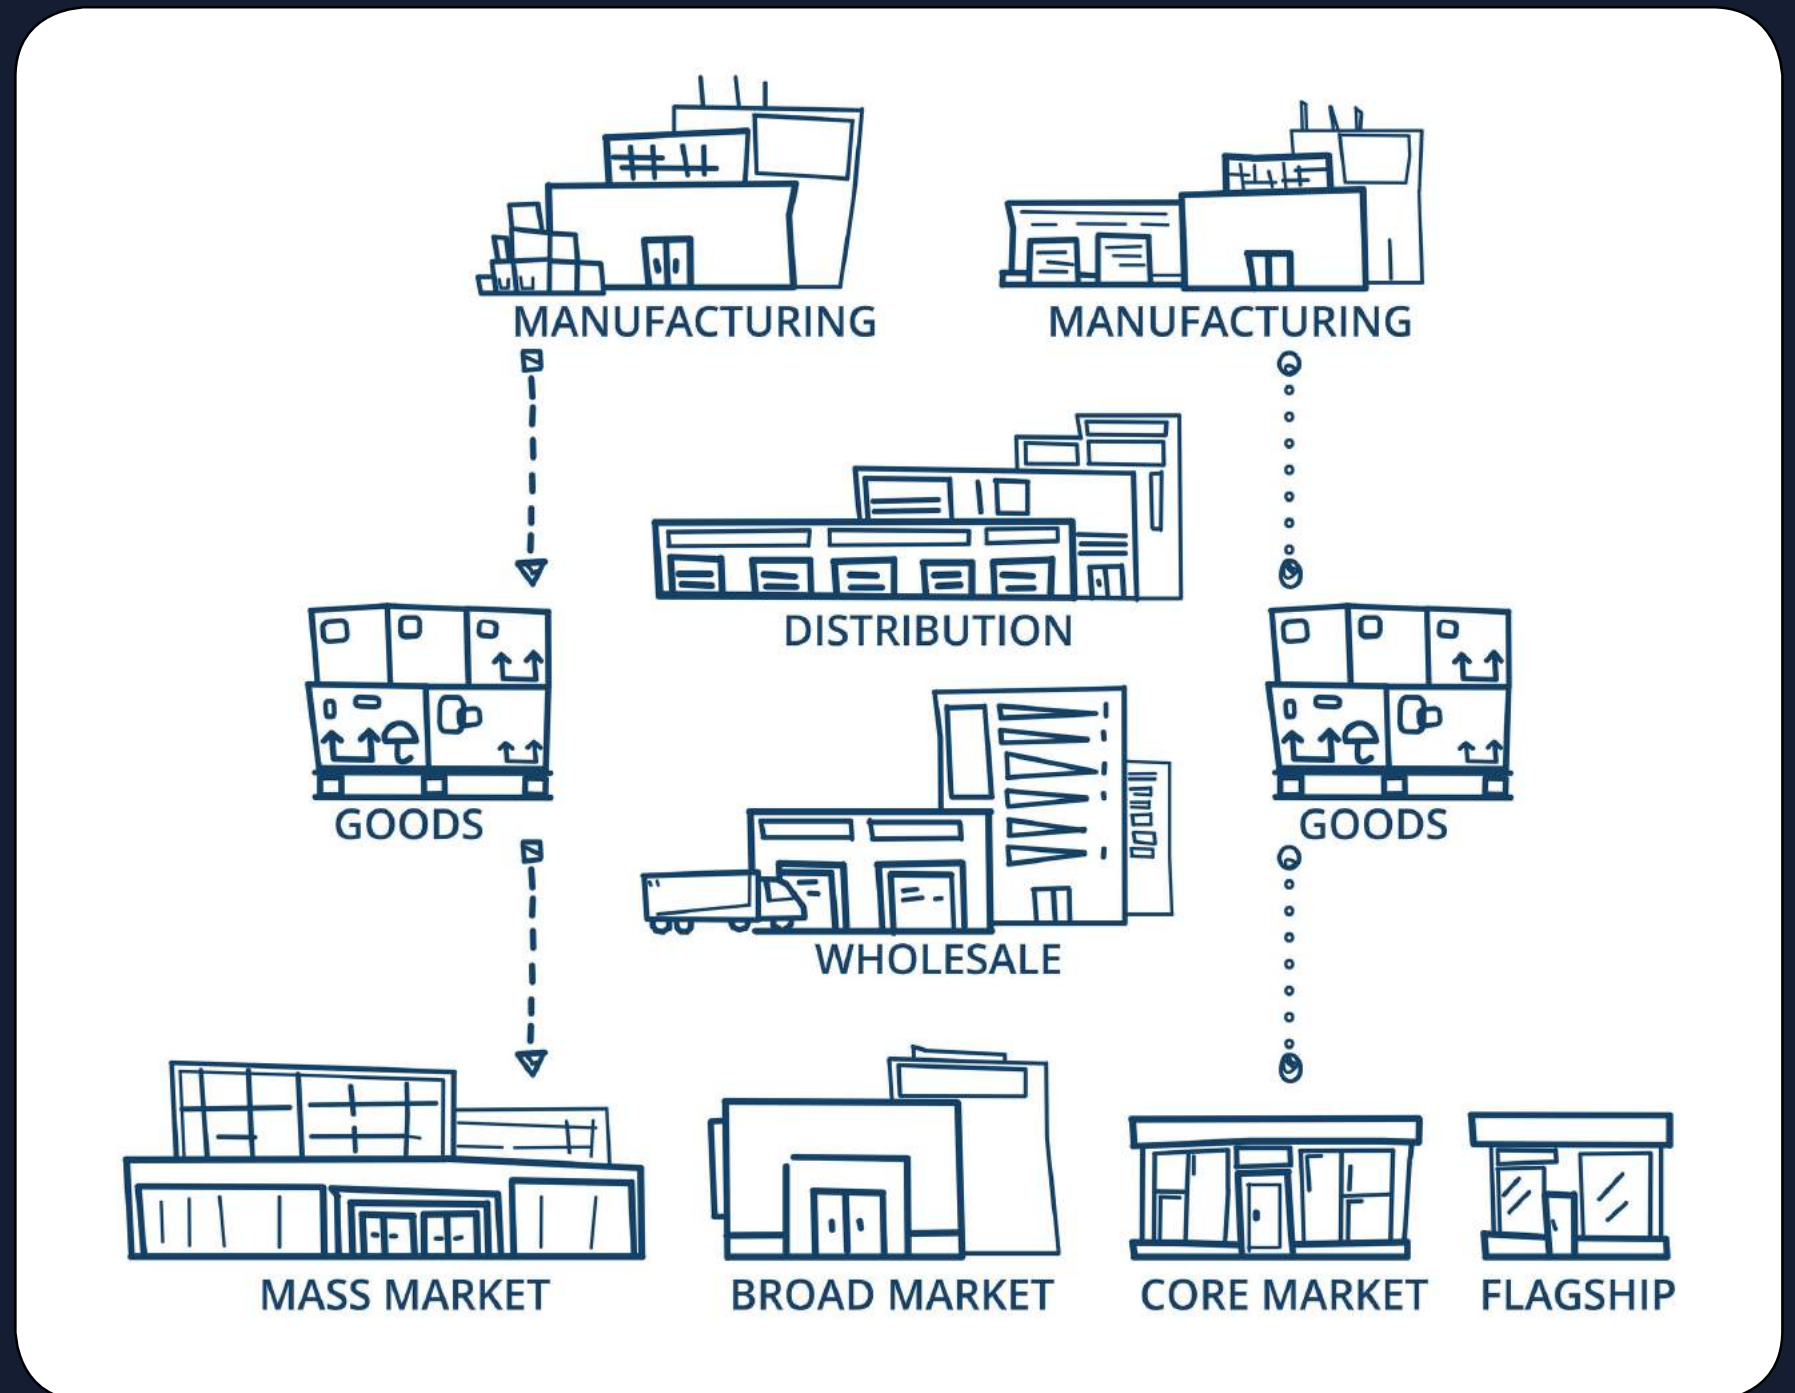 MANUFACTURING
MANUFACTURING
DISTRIBUTION
GOODS
GOODS
WHOLESALE
MASS MARKET
BROAD MARKET
CORE MARKET
FLAGSHIP